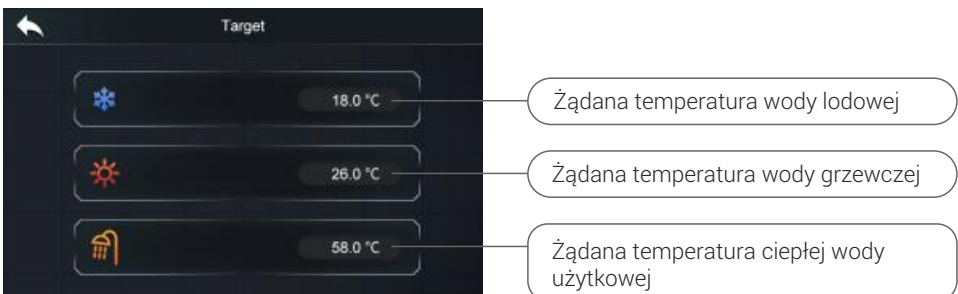 Target
18.0 °C
Żądana temperatura wody lodowej
26.0 °C
Żądana temperatura wody grzewczej
58.0 °C
Żądana temperatura ciepłej wody
użytkowej